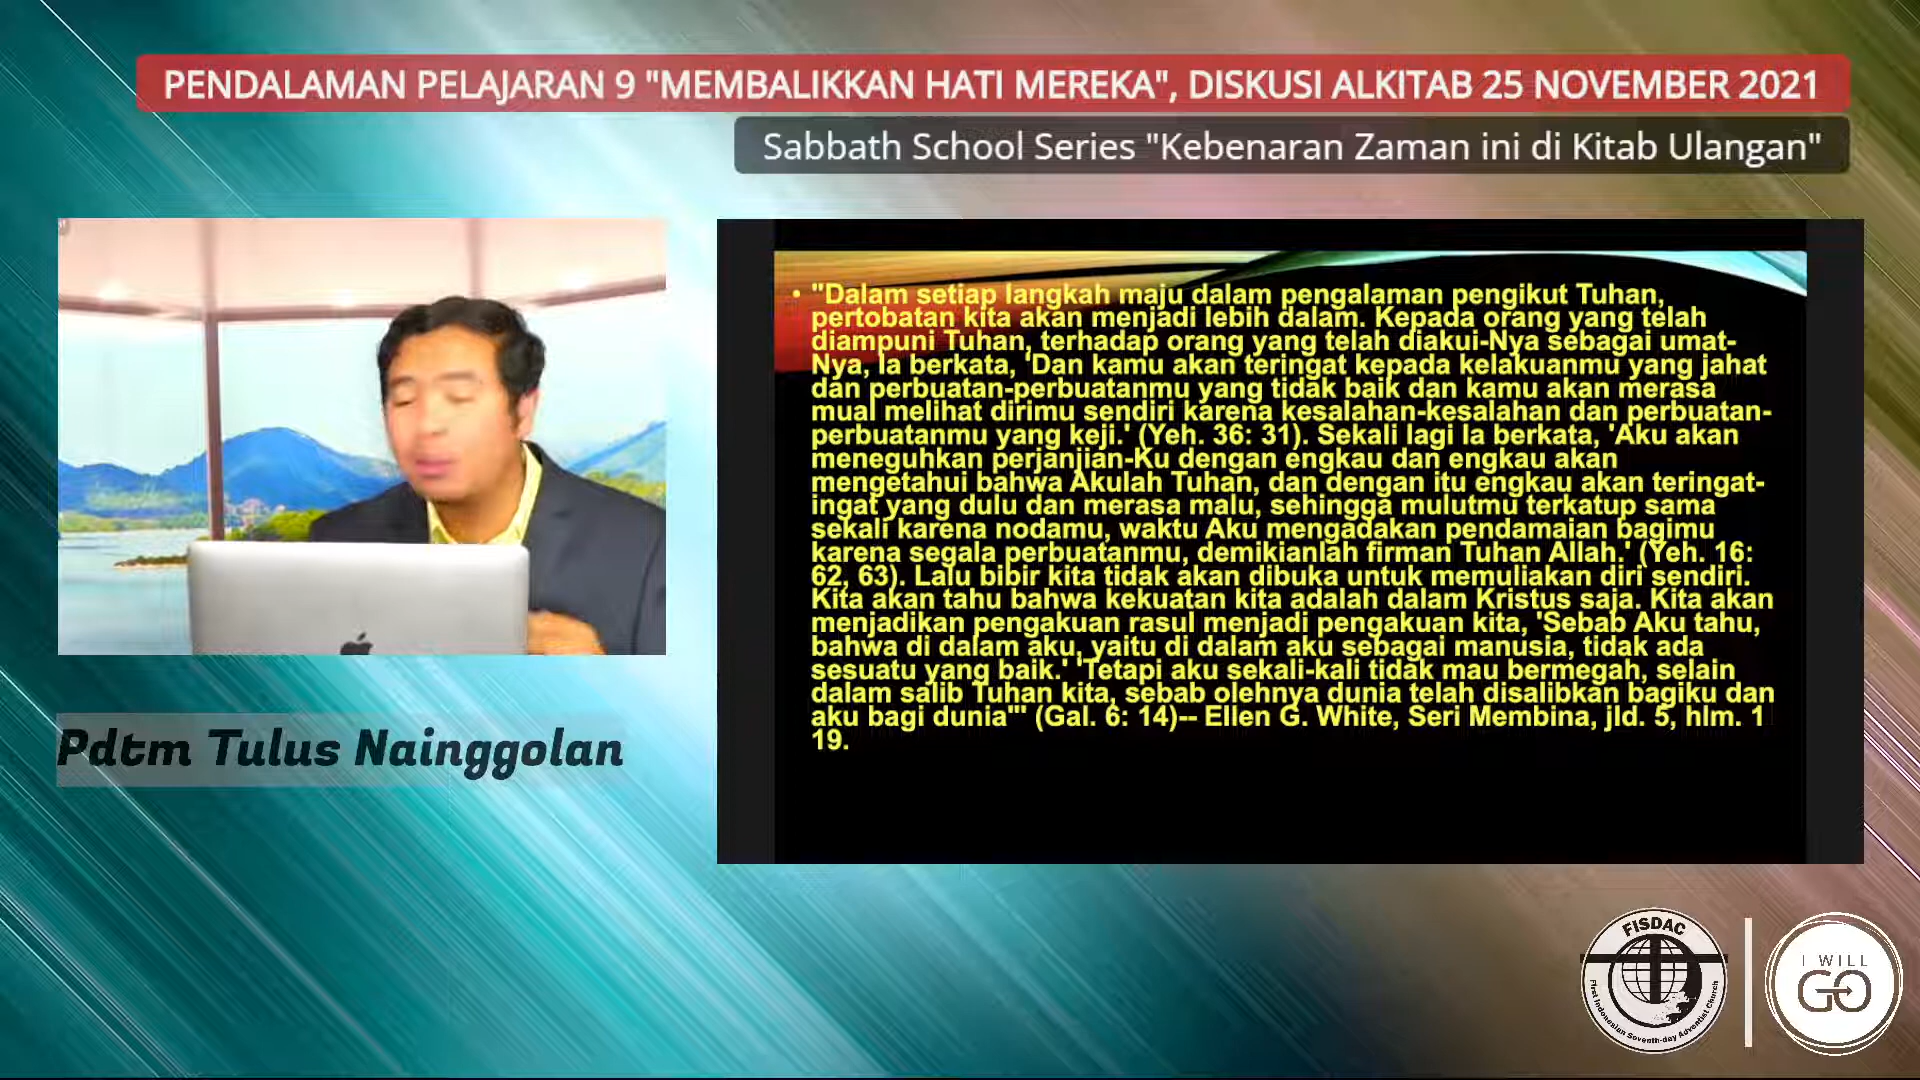 PENDALAMAN PELAJARAN 9 "MEMBALIKKAN HATI MEREKA", DISKUSI ALKITAB 25 NOVEMBER 2021
Sabbath School Series "Kebenaran Zaman ini di Kitab Ulangan"
• "Dalam setiap langkah maju dalam pengalaman pengikut Tuhan,
pertobatan kita akan menjadi lebih dalam. Kepada orang yang telah
diampuni Tuhan, terhadap orang yang telah diakui-Nya sebagai umat-
Nya, Ia berkata, 'Dan kamu akan teringat kepada kelakuanmu yang jahat
dan perbuatan-perbuatanmu yang tidak baik dan kamu akan merasa
mual melihat dirimu sendiri karena kesalahan-kesalahan dan perbuatan-
perbuatanmu yang keji.' (Yeh. 36: 31). Sekali lagi Ia berkata, 'Aku akan
meneguhkan perjanjian-Ku dengan engkau dan engkau akan
mengetahui bahwa Akulah Tuhan, dan dengan itu engkau akan teringat-
ingat yang dulu dan merasa malu, sehingga mulutmu terkatup sama
sekali karena nodamu, waktu Aku mengadakan pendamaian bagimu
karena segala perbuatanmu, demikianlah firman Tuhan Allah.' (Yeh. 16:
62, 63). Lalu bibir kita tidak akan dibuka untuk memuliakan diri sendiri.
Kita akan tahu bahwa kekuatan kita adalah dalam Kristus saja. Kita akan
menjadikan pengakuan rasul menjadi pengakuan kita, 'Sebab Aku tahu,
bahwa di dalam aku, yaitu di dalam aku sebagai manusia, tidak ada
sesuatu yang baik.' 'Tetapi aku sekali-kali tidak mau bermegah, selain
dalam salib Tuhan kita, sebab olehnya dunia telah disalibkan bagiku dan
aku bagi dunia'" (Gal. 6: 14)-- Ellen G. White, Seri Membina, jld. 5, hlm. 1
19.
Pdtm Tulus Nainggolan
FISDAC
First Indonesian Seventh-day Adventist Church
I WILL
GO